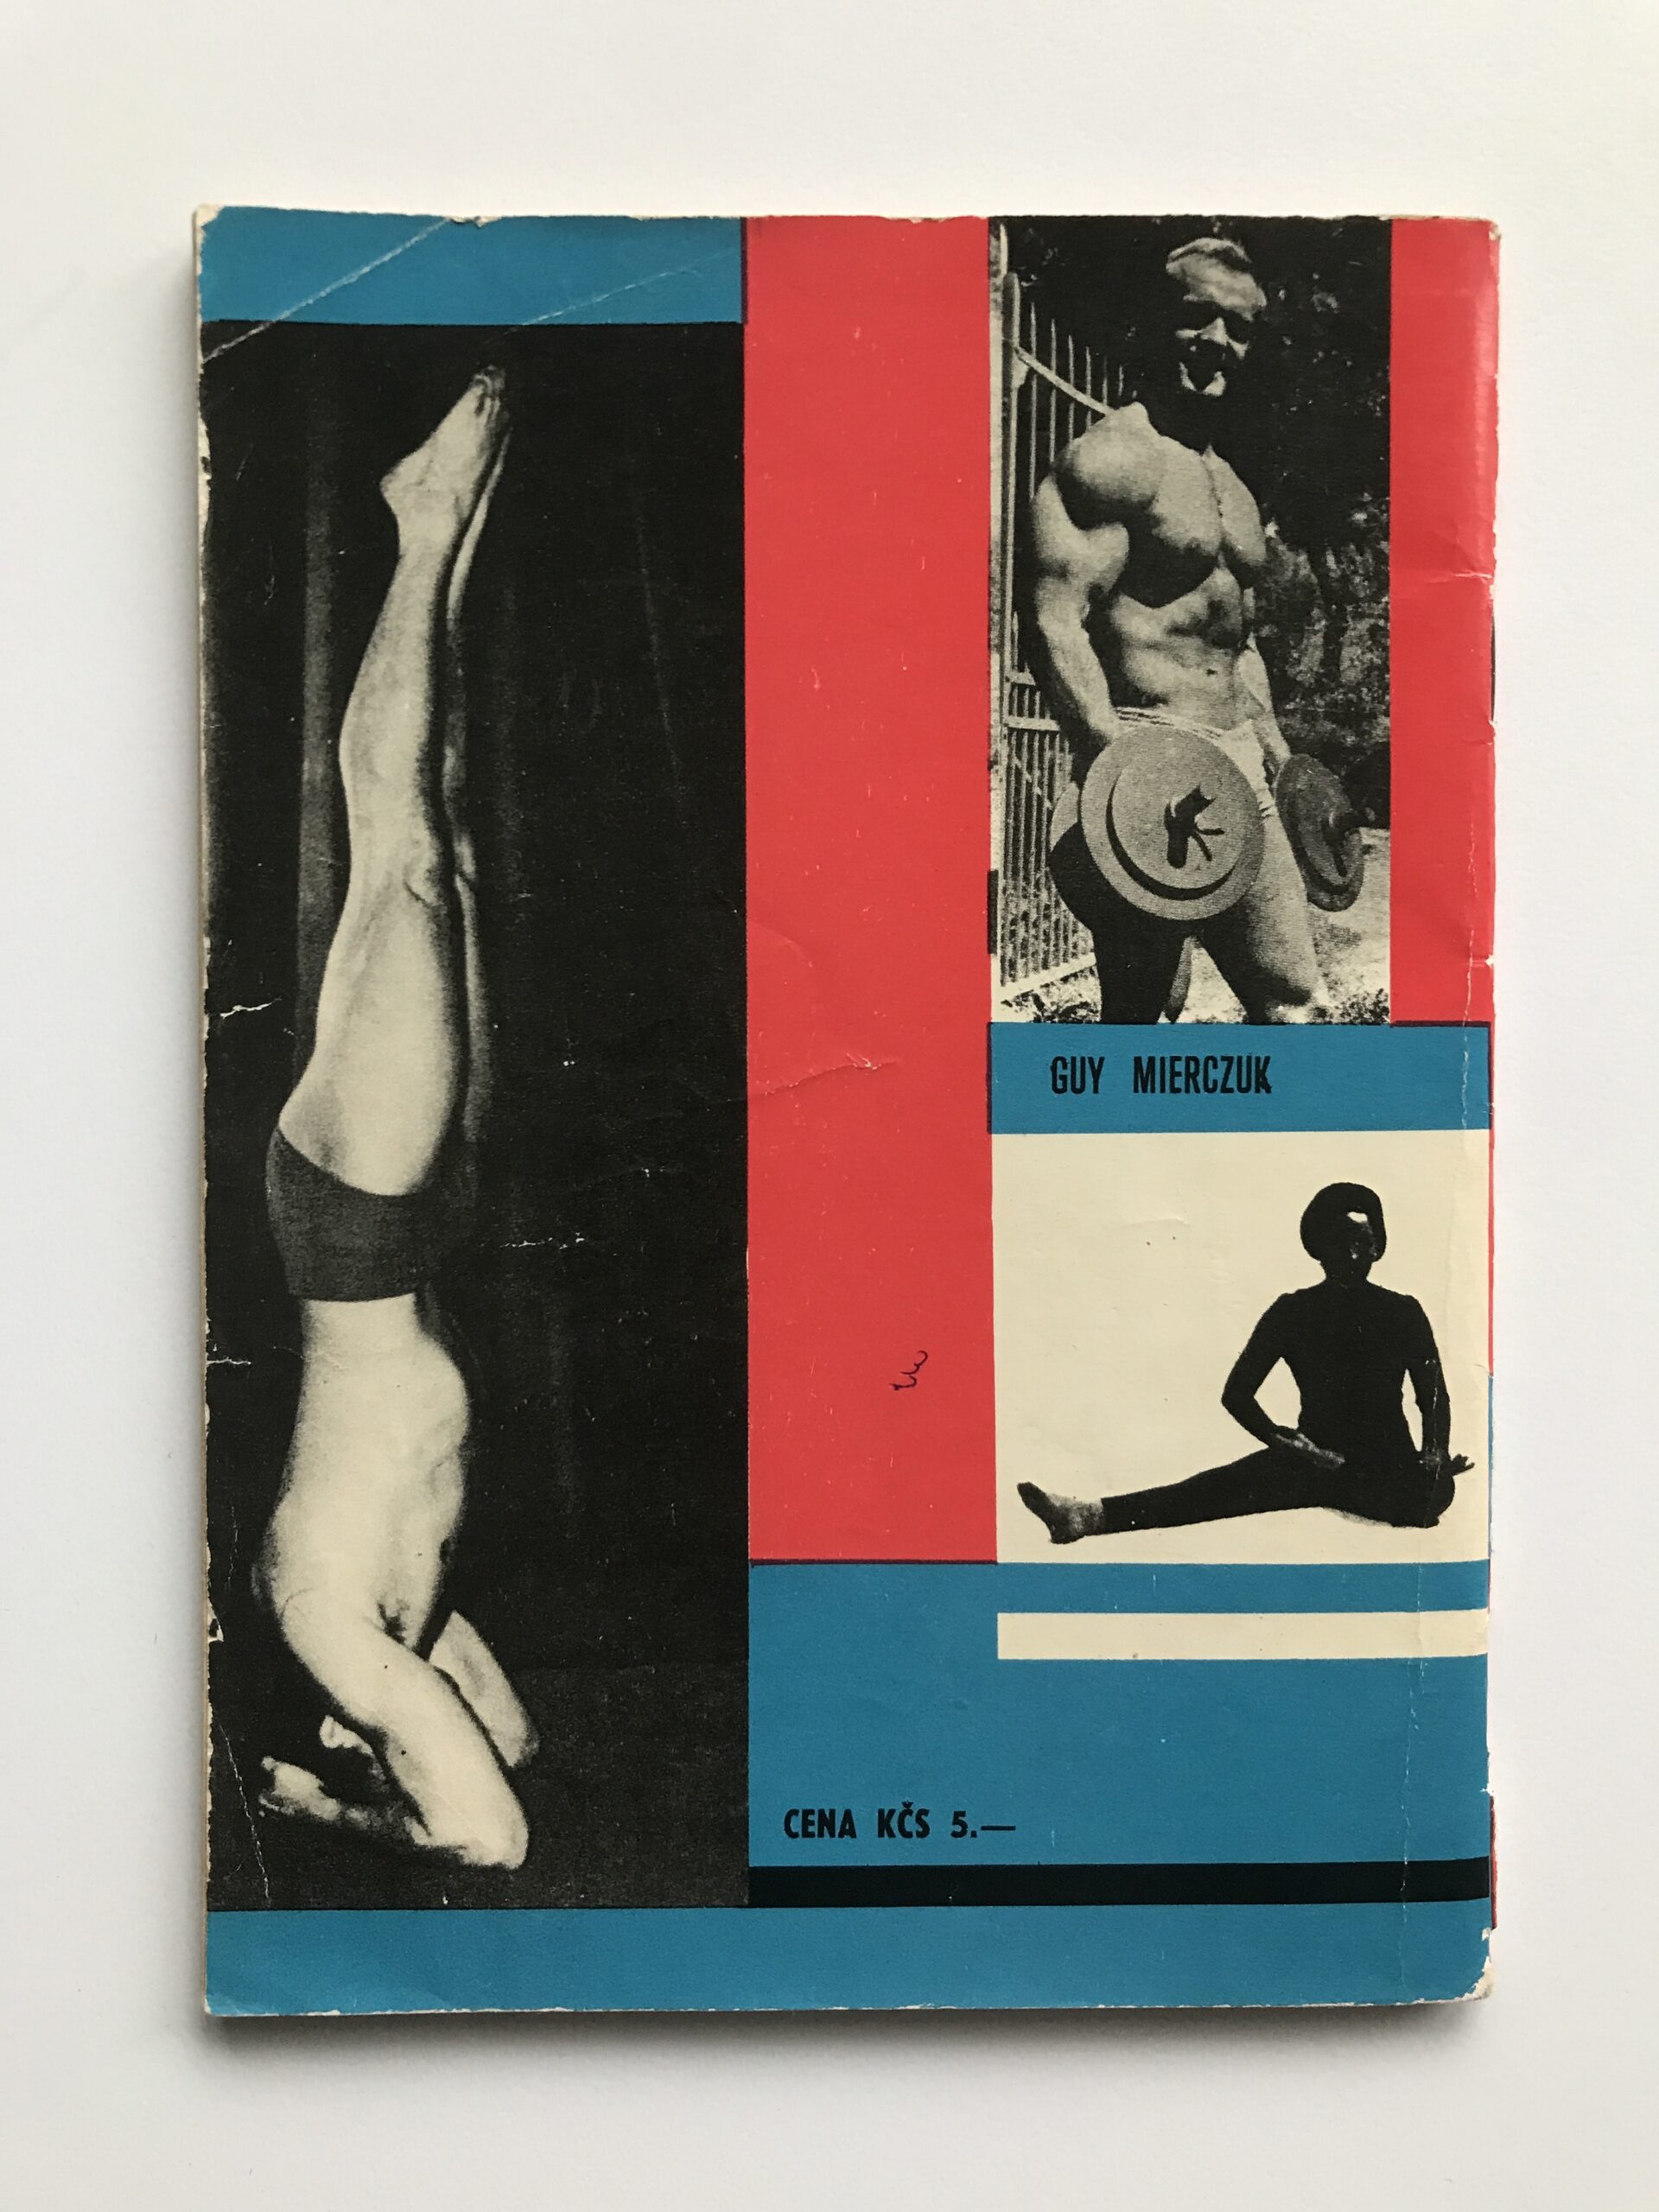 GUY MIERCZUK
CENA KČS 5.—